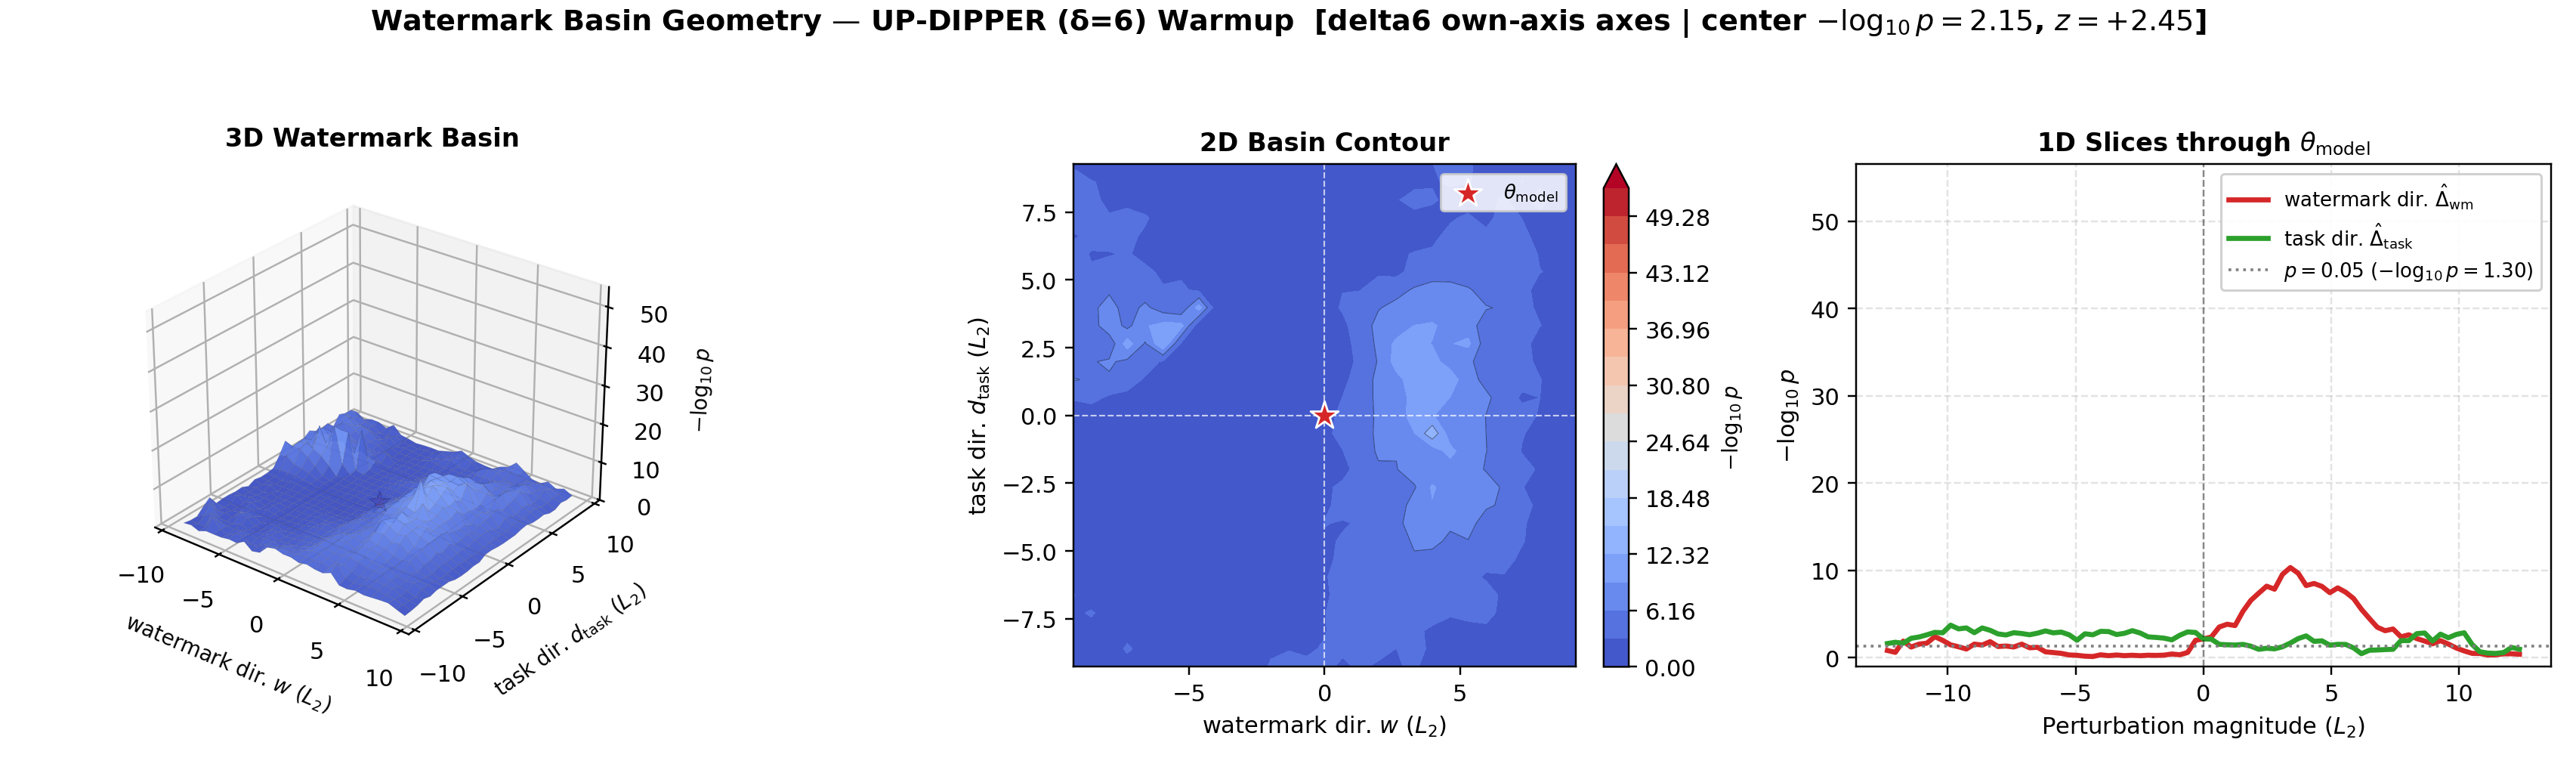 Watermark Basin Geometry — UP-DIPPER (δ=6) Warmup [delta6 own-axis axes | center −log₁₀ p = 2.15, z = +2.45]
3D Watermark Basin
50
40
30
20
10
0
−log₁₀ p
−10
−5
0
5
10
watermark dir. w (L₂)
−10
−5
0
5
10
task dir. d_task (L₂)
2D Basin Contour
θ_model
7.5
5.0
2.5
0.0
−2.5
−5.0
−7.5
task dir. d_task (L₂)
−5
0
5
watermark dir. w (L₂)
49.28
43.12
36.96
30.80
24.64
18.48
12.32
6.16
0.00
−log₁₀ p
1D Slices through θ_model
watermark dir. Δ̂_wm
task dir. Δ̂_task
p = 0.05 (−log₁₀ p = 1.30)
50
40
30
20
10
0
−log₁₀ p
−10
−5
0
5
10
Perturbation magnitude (L₂)